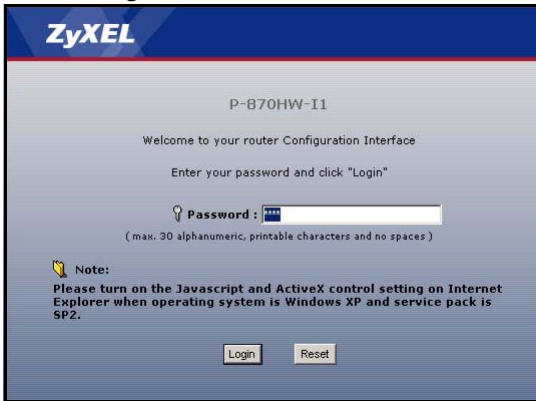 ZyXEL
P-870HW-I1
Welcome to your router Configuration Interface
Enter your password and click "Login"
Password : ****
( max. 30 alphanumeric, printable characters and no spaces )
Note:
Please turn on the Javascript and ActiveX control setting on Internet
Explorer when operating system is Windows XP and service pack is
SP2.
Login Reset